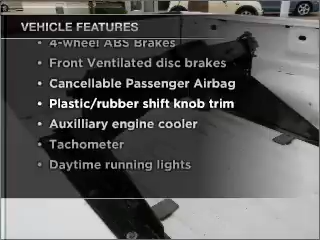 VEHICLE FEATURES
• 4-wheel ABS Brakes
• Front Ventilated disc brakes
• Cancellable Passenger Airbag
• Plastic/rubber shift knob trim
• Auxilliary engine cooler
• Tachometer
• Daytime running lights